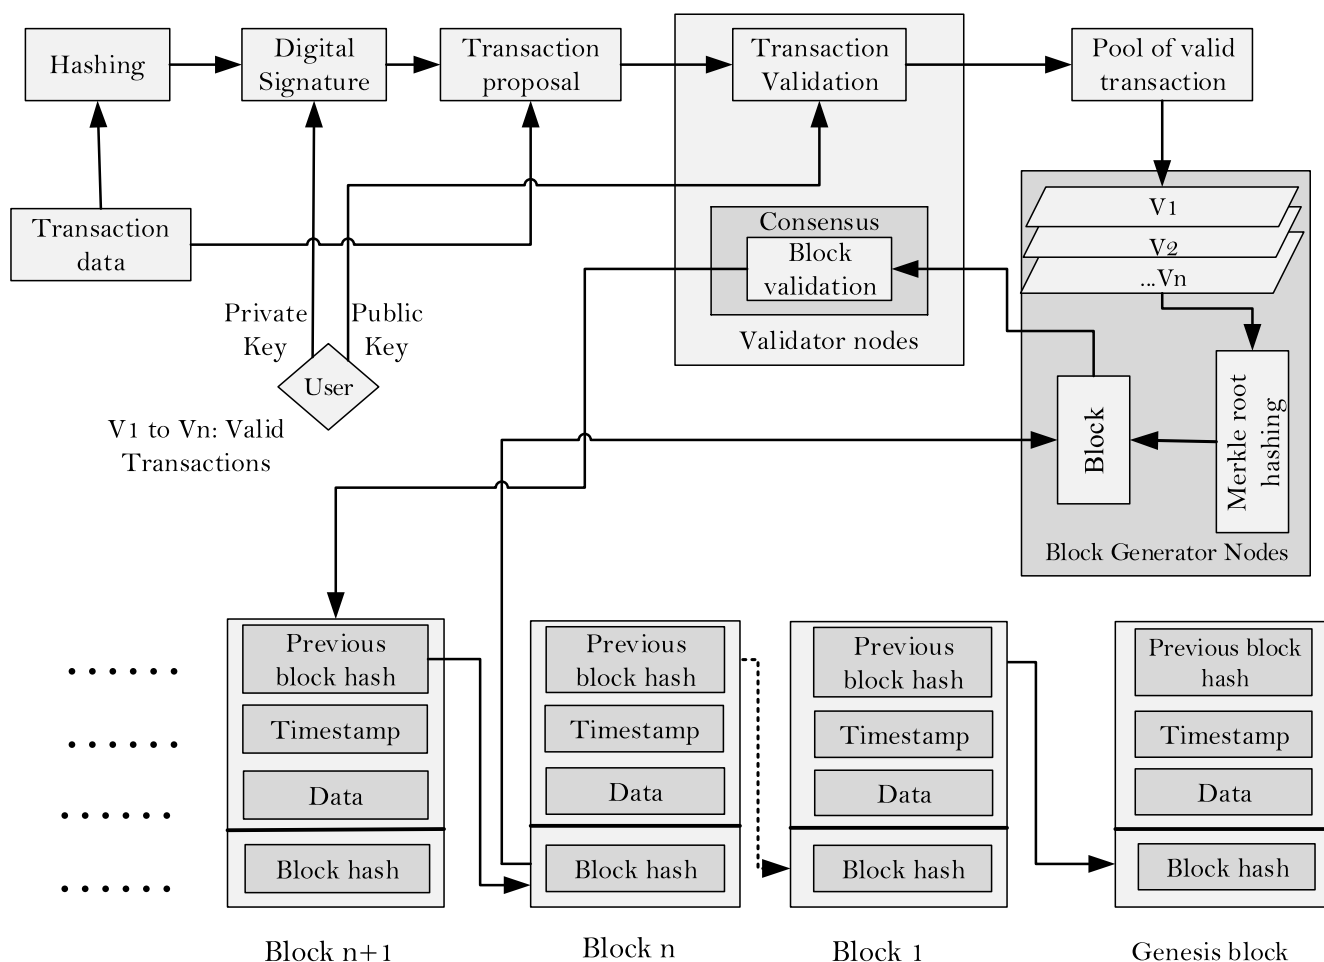 Hashing
Digital
Signature
Transaction
proposal
Transaction
Validation
Pool of valid
transaction
Transaction
data
V1
V2
...Vn
Consensus
Block
validation
Validator nodes
Private
Key
Public
Key
User
V1 to Vn: Valid
Transactions
Block
Merkle root
hashing
Block Generator Nodes
Previous
block hash
Timestamp
Data
Block hash
Block n+1
Previous
block hash
Timestamp
Data
Block hash
Block n
Previous
block hash
Timestamp
Data
Block hash
Block 1
Previous block
hash
Timestamp
Data
Block hash
Genesis block